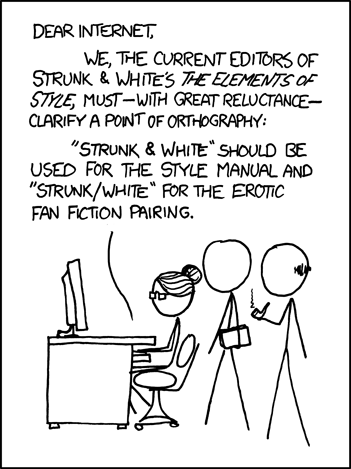 DEAR INTERNET,
WE, THE CURRENT EDITORS OF
STRUNK & WHITE'S THE ELEMENTS OF
STYLE, MUST—WITH GREAT RELUCTANCE—
CLARIFY A POINT OF ORTHOGRAPHY:
"STRUNK & WHITE" SHOULD BE
USED FOR THE STYLE MANUAL AND
"STRUNK/WHITE" FOR THE EROTIC
FAN FICTION PAIRING.